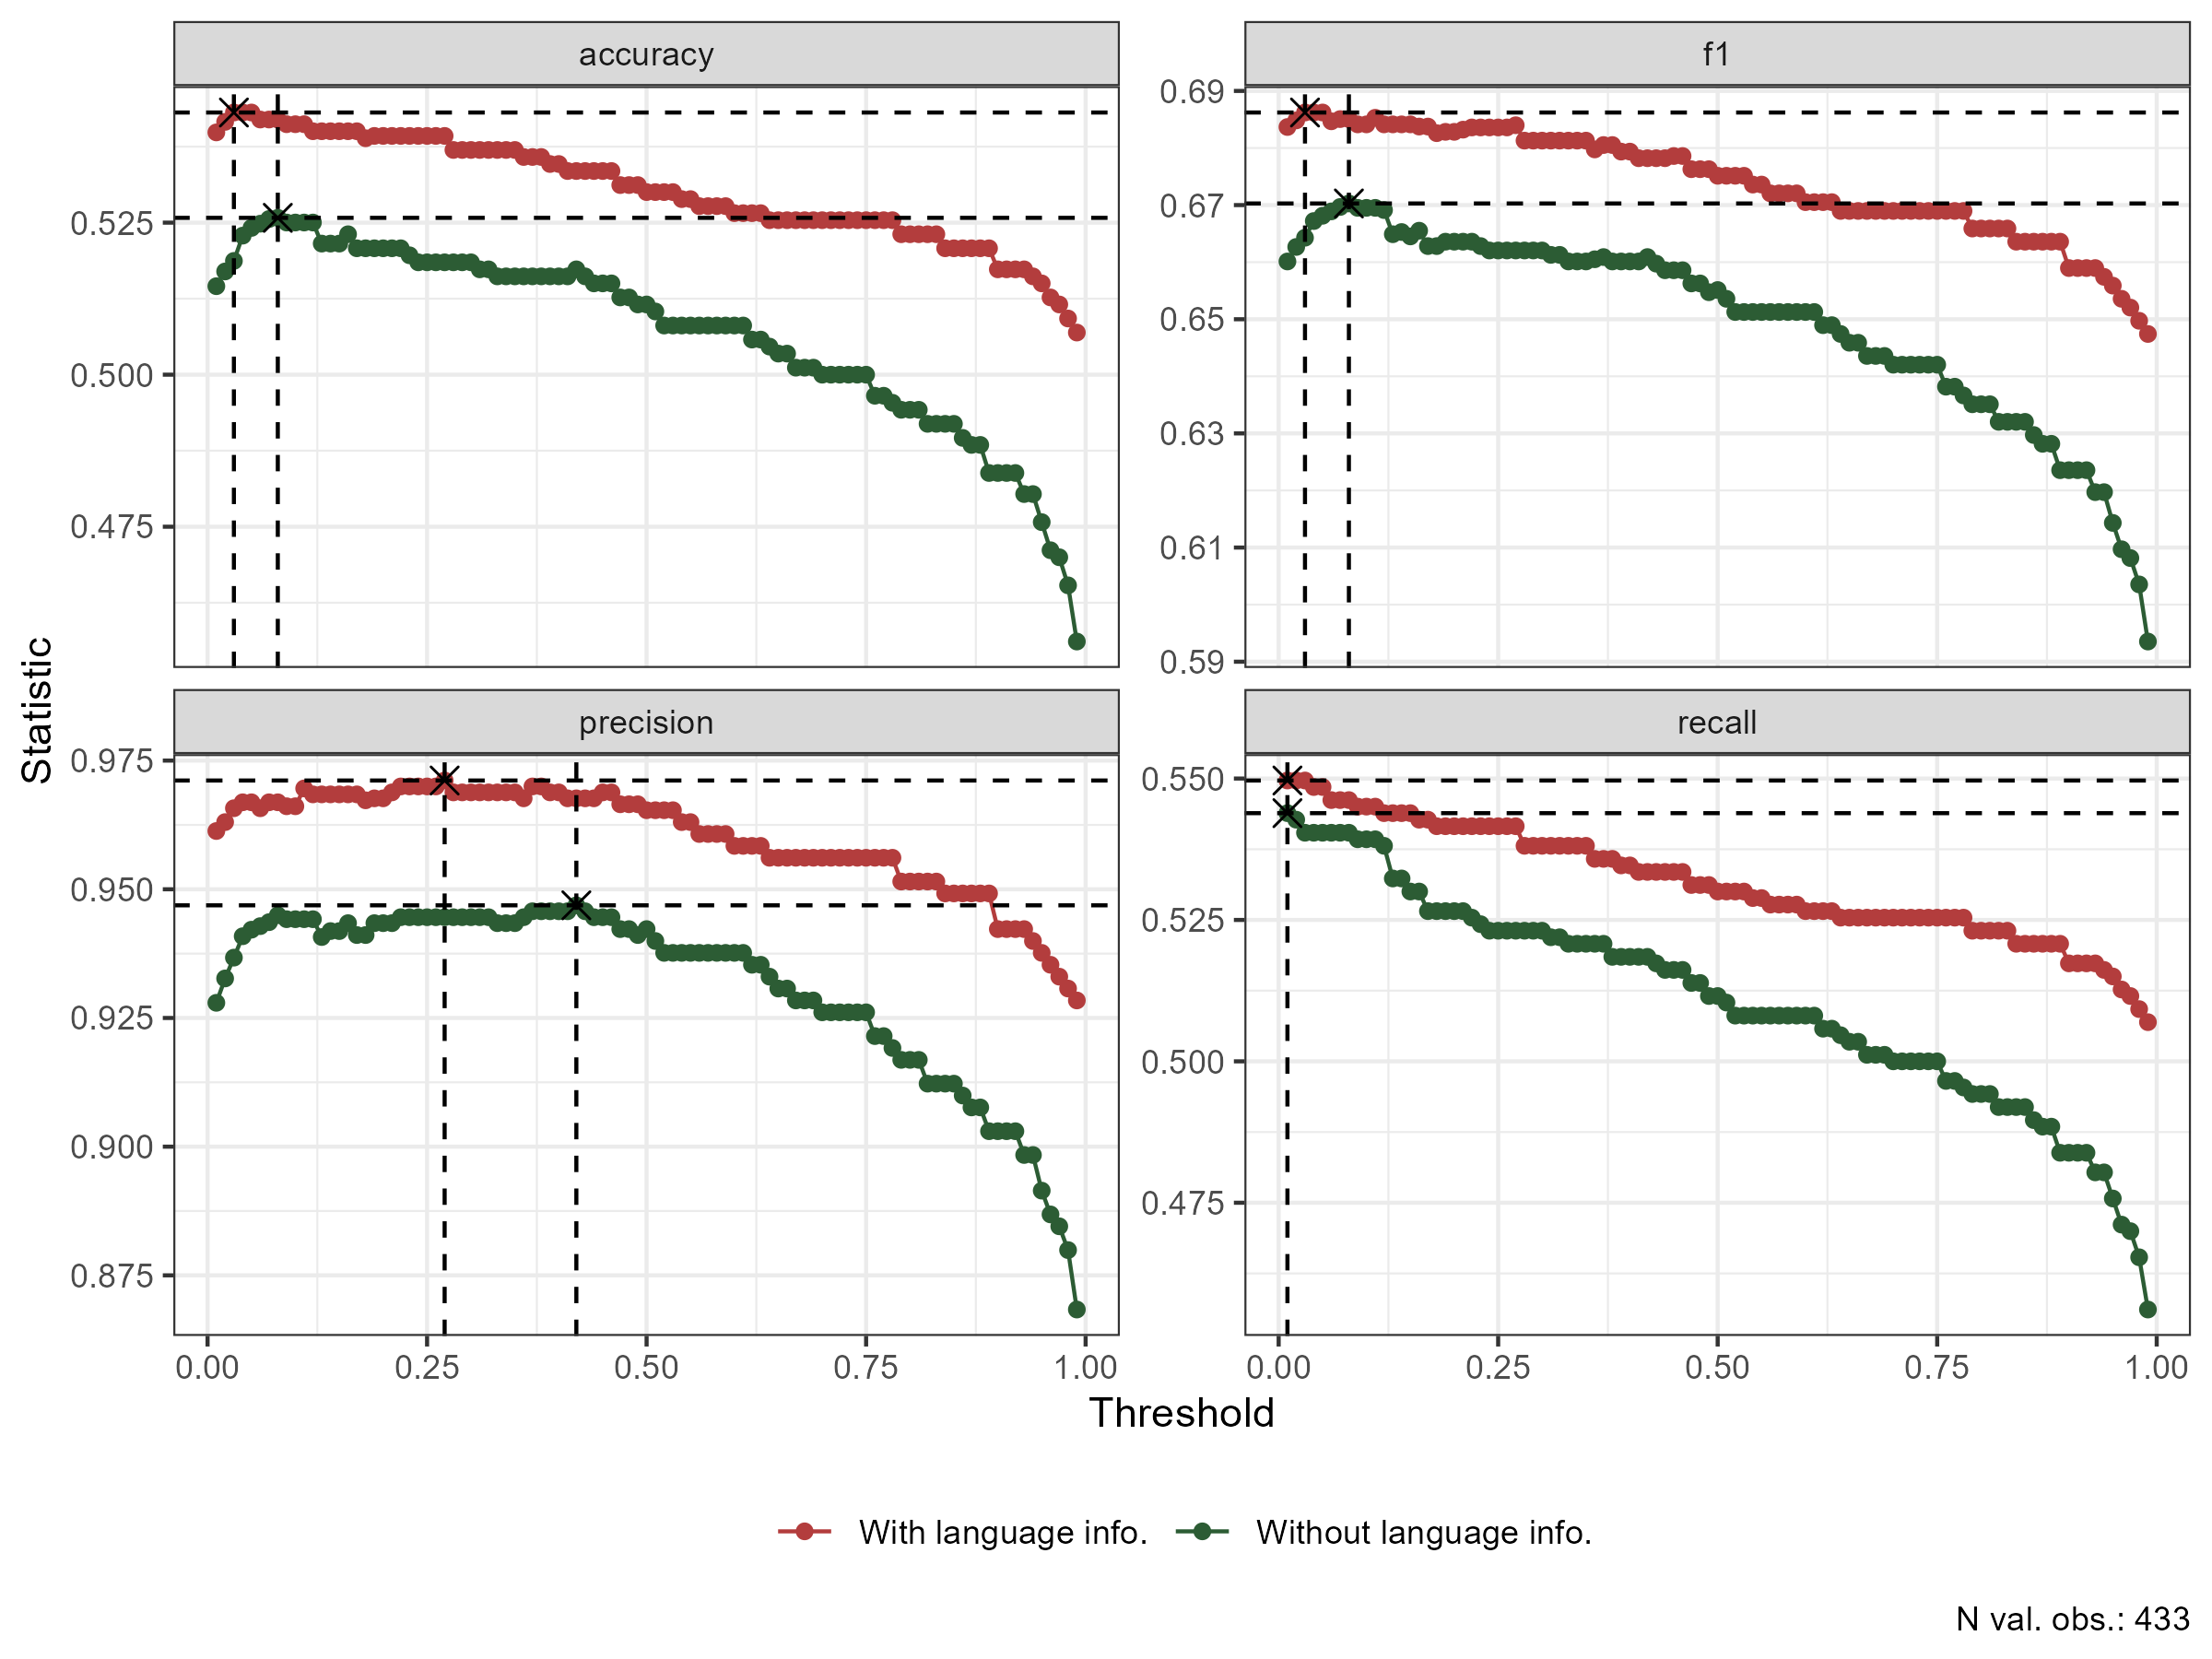 accuracy
f1
0.525
0.500
0.475
0.69
0.67
0.65
0.63
0.61
0.59
Statistic
precision
recall
0.975
0.950
0.925
0.900
0.875
0.550
0.525
0.500
0.475
0.00 0.25 0.50 0.75 1.00
0.00 0.25 0.50 0.75 1.00
Threshold
With language info. Without language info.
N val. obs.: 433